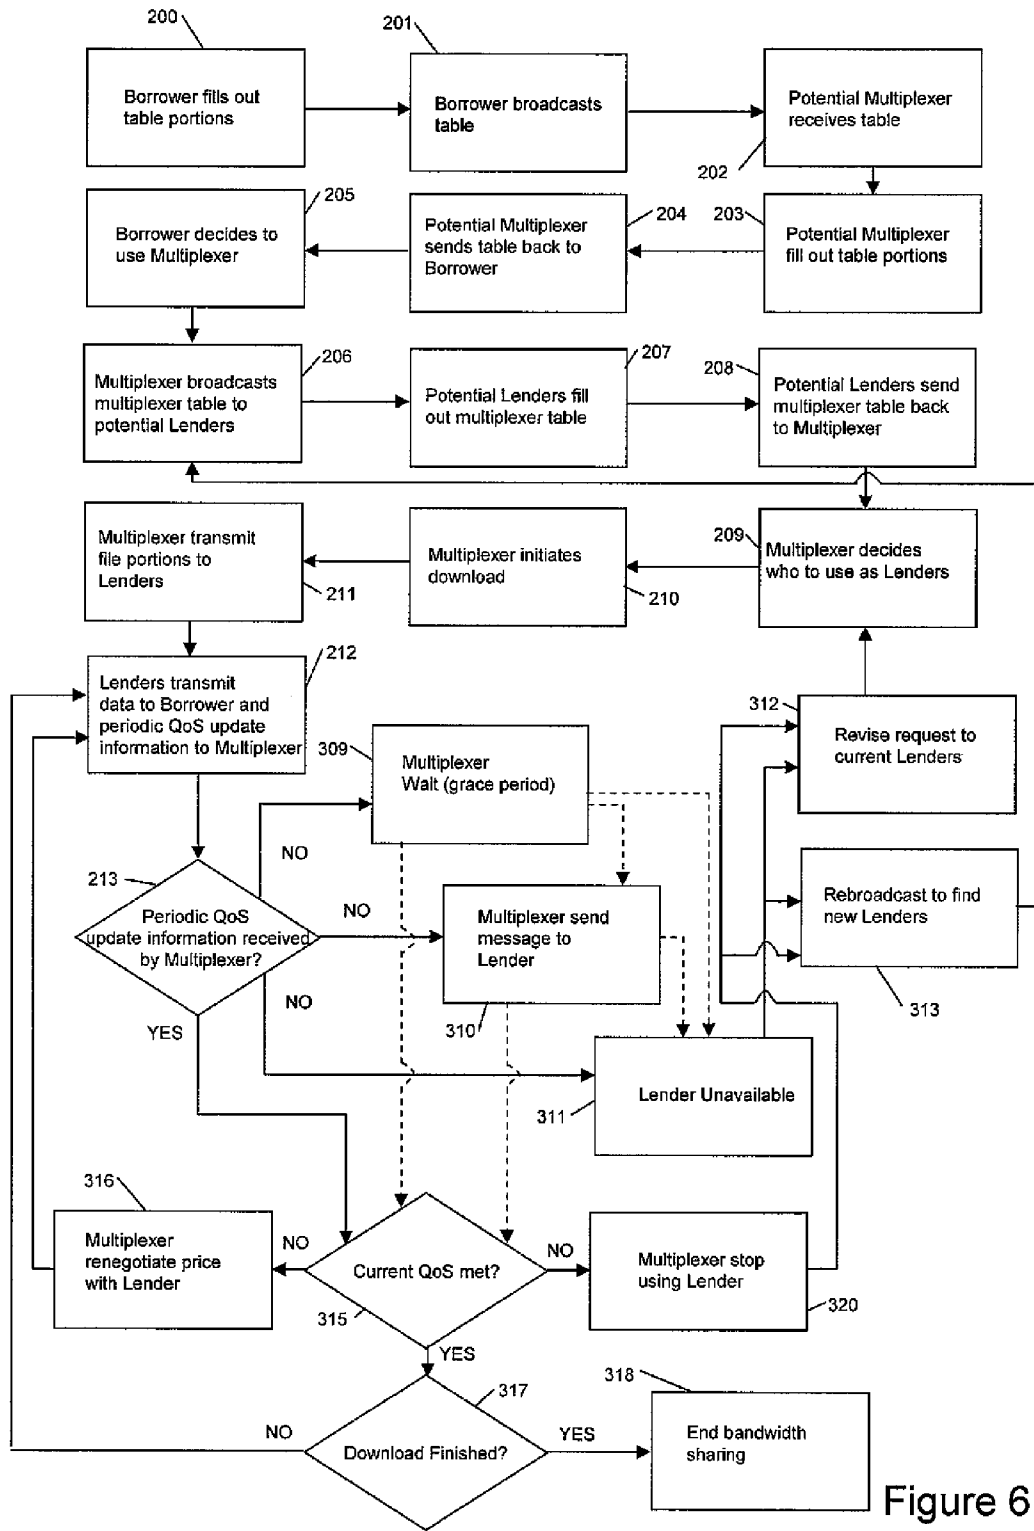 200
201
Borrower fills out
table portions
Borrower broadcasts
table
Potential Multiplexer
receives table
202
205
Borrower decides to
use Multiplexer
204
Potential Multiplexer
sends table back to
Borrower
203
Potential Multiplexer
fill out table portions
206
Multiplexer broadcasts
multiplexer table to
potential Lenders
207
Potential Lenders fill
out multiplexer table
208
Potential Lenders send
multiplexer table back
to Multiplexer
Multiplexer transmit
file portions to
Lenders
211
Multiplexer initiates
download
210
209
Multiplexer decides
who to use as Lenders
212
Lenders transmit
data to Borrower and
periodic QoS update
information to Multiplexer
309
Multiplexer
Wait (grace period)
312
Revise request to
current Lenders
NO
213
Periodic QoS
update information received
by Multiplexer?
NO
NO
YES
Multiplexer send
message to
Lender
310
Rebroadcast to find
new Lenders
313
Lender Unavailable
311
316
Multiplexer
renegotiate price
with Lender
NO
Current QoS met?
315
NO
Multiplexer stop
using Lender
320
YES
317
Download Finished?
NO
YES
318
End bandwidth
sharing
Figure 6